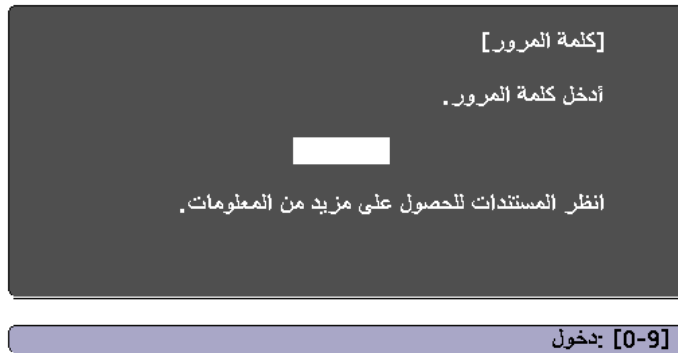 [كلمة المرور]
أدخل كلمة المرور.
انظر المستندات للحصول على مزيد من المعلومات.
[0-9] :دخول